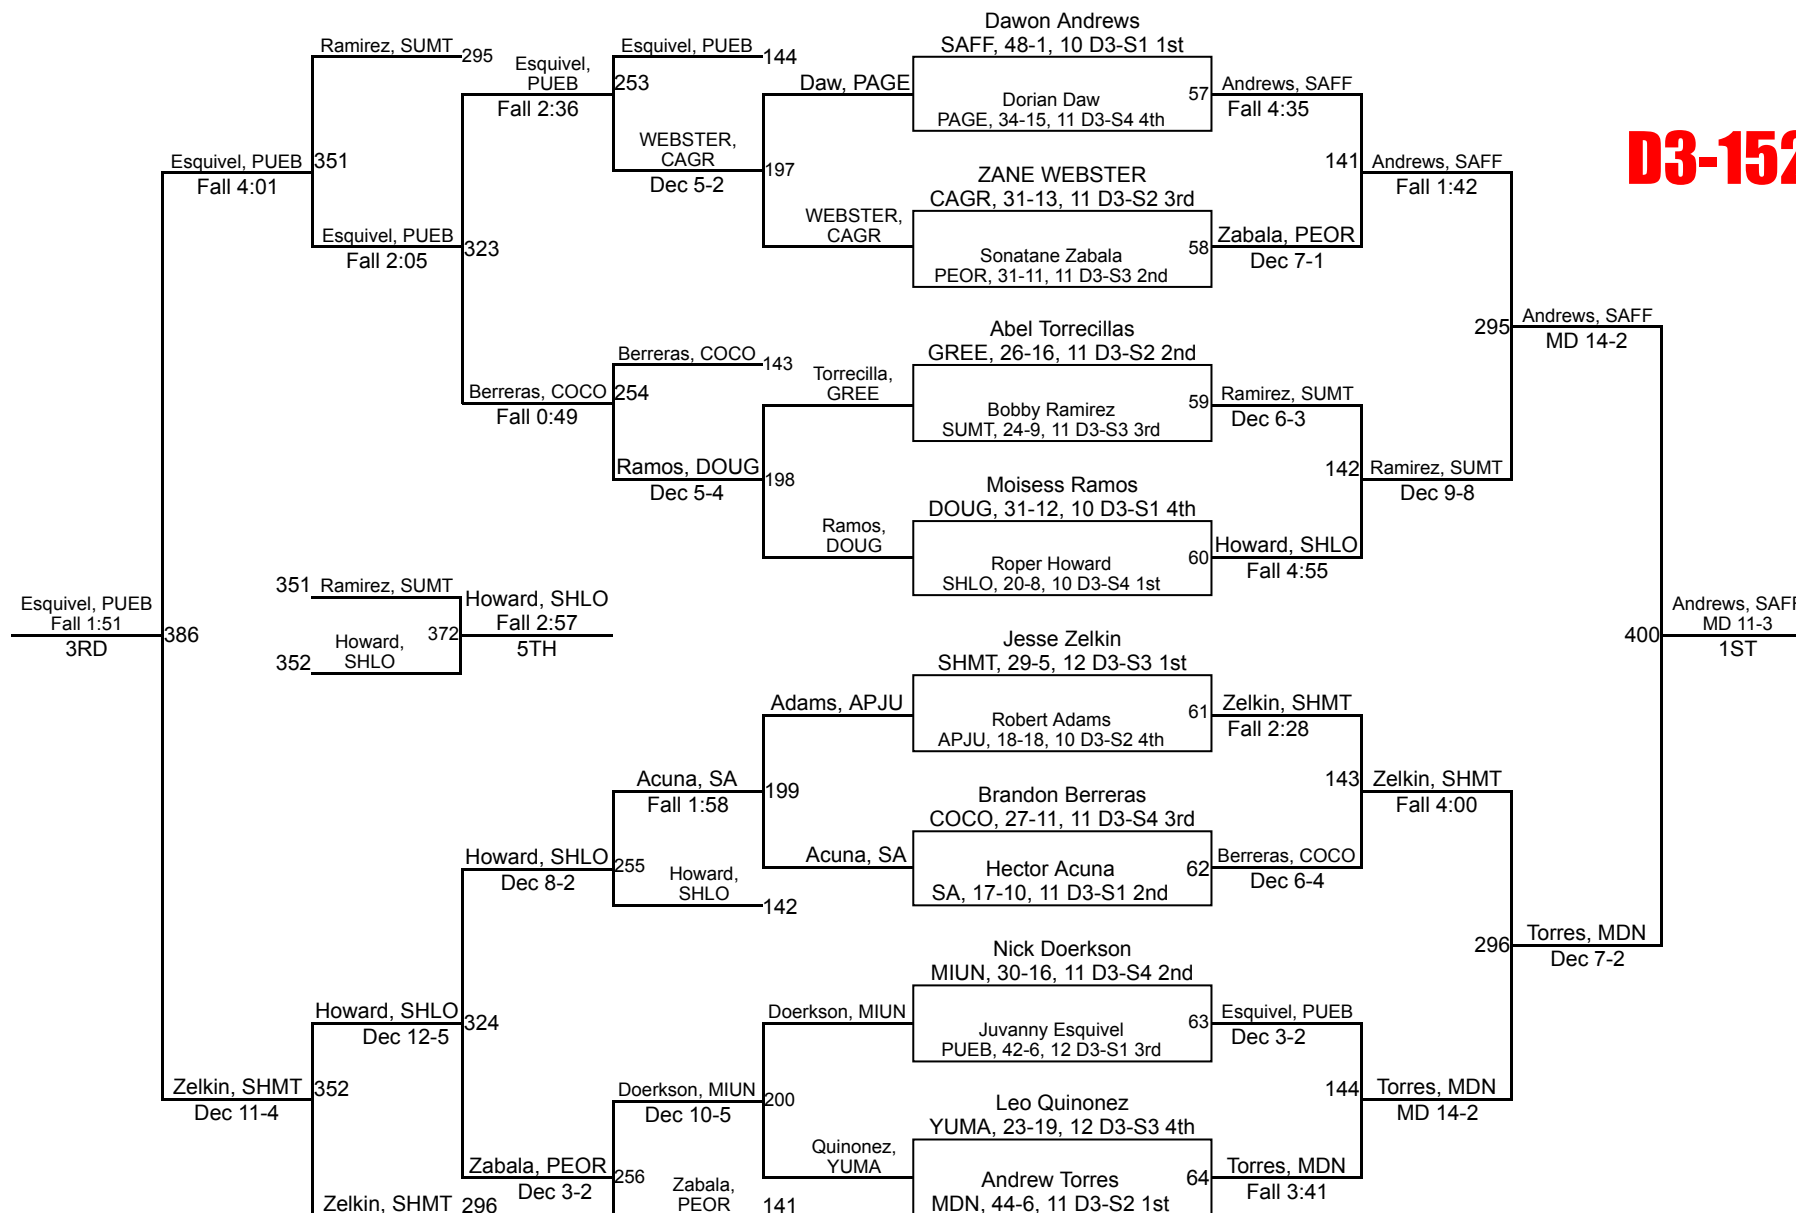 Dawon Andrews
SAFF, 48-1, 10 D3-S1 1st
Ramirez, SUMT
295
Esquivel,
PUEB
Fall 2:36
253
Esquivel, PUEB
144
Daw, PAGE
Dorian Daw
PAGE, 34-15, 11 D3-S4 4th
57
Andrews, SAFF
Fall 4:35
D3-152
WEBSTER,
CAGR
Dec 5-2
197
141
Andrews, SAFF
Fall 1:42
Esquivel, PUEB
Fall 4:01
351
ZANE WEBSTER
CAGR, 31-13, 11 D3-S2 3rd
WEBSTER,
CAGR
Sonatane Zabala
PEOR, 31-11, 11 D3-S3 2nd
58
Zabala, PEOR
Dec 7-1
Esquivel, PUEB
Fall 2:05
323
295
Andrews, SAFF
MD 14-2
Abel Torrecillas
GREE, 26-16, 11 D3-S2 2nd
Berreras, COCO
143
Torrecilla,
GREE
Bobby Ramirez
SUMT, 24-9, 11 D3-S3 3rd
59
Ramirez, SUMT
Dec 6-3
Berreras, COCO
Fall 0:49
254
Ramos, DOUG
Dec 5-4
198
142
Ramirez, SUMT
Dec 9-8
Moisess Ramos
DOUG, 31-12, 10 D3-S1 4th
Ramos,
DOUG
Roper Howard
SHLO, 20-8, 10 D3-S4 1st
60
Howard, SHLO
Fall 4:55
351
Ramirez, SUMT
Howard, SHLO
Fall 2:57
5TH
372
352
Howard,
SHLO
Esquivel, PUEB
Fall 1:51
3RD
386
400
Andrews, SAFF
MD 11-3
1ST
Jesse Zelkin
SHMT, 29-5, 12 D3-S3 1st
Adams, APJU
Robert Adams
APJU, 18-18, 10 D3-S2 4th
61
Zelkin, SHMT
Fall 2:28
Acuna, SA
Fall 1:58
199
143
Zelkin, SHMT
Fall 4:00
Brandon Berreras
COCO, 27-11, 11 D3-S4 3rd
Howard, SHLO
Dec 8-2
255
Howard,
SHLO
142
Acuna, SA
Hector Acuna
SA, 17-10, 11 D3-S1 2nd
62
Berreras, COCO
Dec 6-4
296
Torres, MDN
Dec 7-2
Nick Doerkson
MIUN, 30-16, 11 D3-S4 2nd
Howard, SHLO
Dec 12-5
324
Doerkson, MIUN
Juvanny Esquivel
PUEB, 42-6, 12 D3-S1 3rd
63
Esquivel, PUEB
Dec 3-2
Zelkin, SHMT
Dec 11-4
352
Doerkson, MIUN
Dec 10-5
200
144
Torres, MDN
MD 14-2
Leo Quinonez
YUMA, 23-19, 12 D3-S3 4th
Zabala, PEOR
Dec 3-2
256
Quinonez,
YUMA
Andrew Torres
MDN, 44-6, 11 D3-S2 1st
64
Torres, MDN
Fall 3:41
Zelkin, SHMT
296
Zabala,
PEOR
141